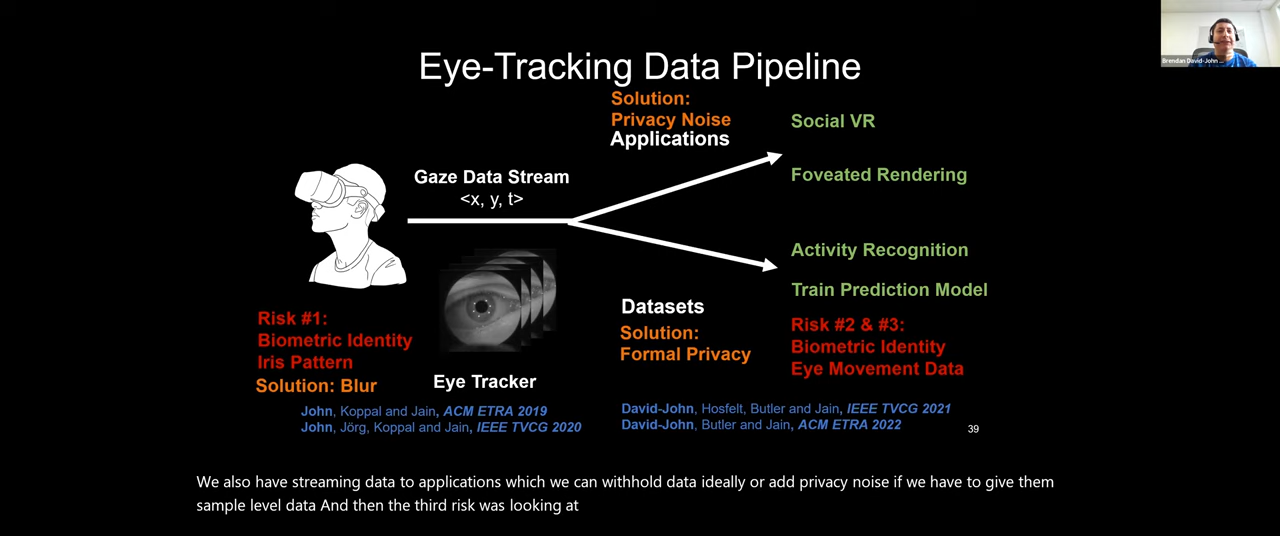 Eye-Tracking Data Pipeline
Brendan David-John ...
Solution:
Privacy Noise
Applications
Social VR
Gaze Data Stream
<x, y, t>
Foveated Rendering
Activity Recognition
Train Prediction Model
Datasets
Solution:
Formal Privacy
Risk #2 & #3:
Biometric Identity
Eye Movement Data
Risk #1:
Biometric Identity
Iris Pattern
Solution: Blur
Eye Tracker
John, Koppal and Jain, ACM ETRA 2019
John, Jörg, Koppal and Jain, IEEE TVCG 2020
David-John, Hosfelt, Butler and Jain, IEEE TVCG 2021
David-John, Butler and Jain, ACM ETRA 2022
39
We also have streaming data to applications which we can withhold data ideally or add privacy noise if we have to give them
sample level data And then the third risk was looking at